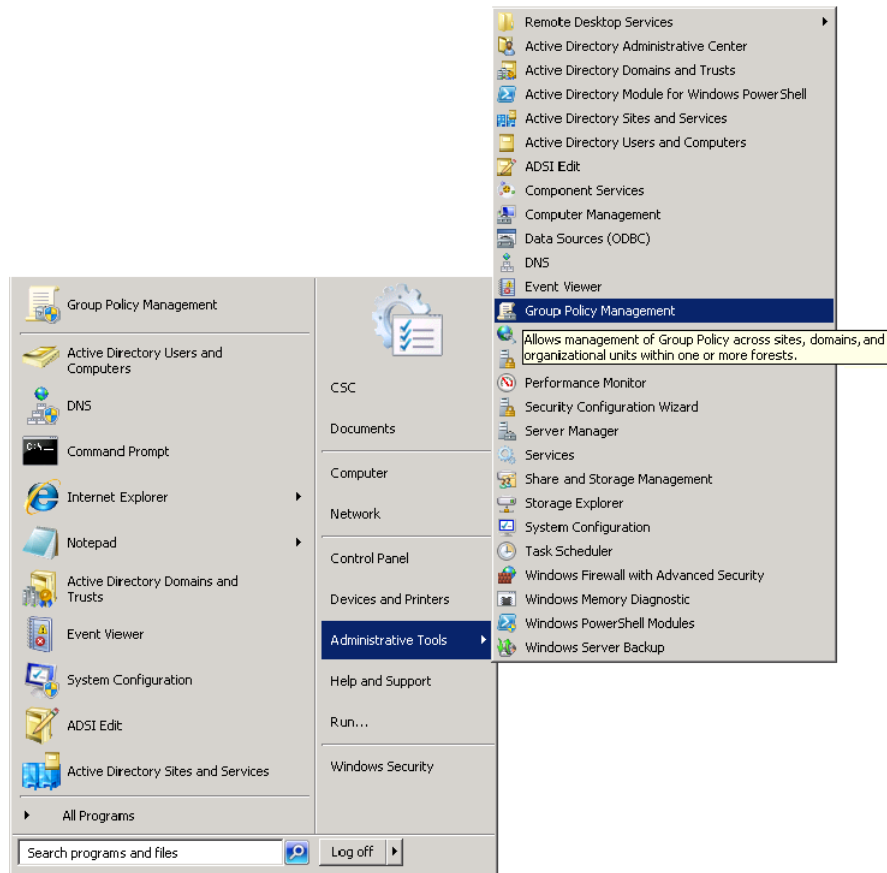 Remote Desktop Services
Active Directory Administrative Center
Active Directory Domains and Trusts
Active Directory Module for Windows PowerShell
Active Directory Sites and Services
Active Directory Users and Computers
ADSI Edit
Component Services
Computer Management
Data Sources (ODBC)
DNS
Event Viewer
Group Policy Management
Allows management of Group Policy across sites, domains, and
organizational units within one or more forests.
Performance Monitor
Security Configuration Wizard
Server Manager
Services
Share and Storage Management
Storage Explorer
System Configuration
Task Scheduler
Windows Firewall with Advanced Security
Windows Memory Diagnostic
Windows PowerShell Modules
Windows Server Backup
Group Policy Management
Active Directory Users and
Computers
DNS
C:\_
Command Prompt
Internet Explorer
Notepad
Active Directory Domains and
Trusts
Event Viewer
System Configuration
ADSI Edit
Active Directory Sites and Services
All Programs
Search programs and files
CSC
Documents
Computer
Network
Control Panel
Devices and Printers
Administrative Tools
Help and Support
Run...
Windows Security
Log off